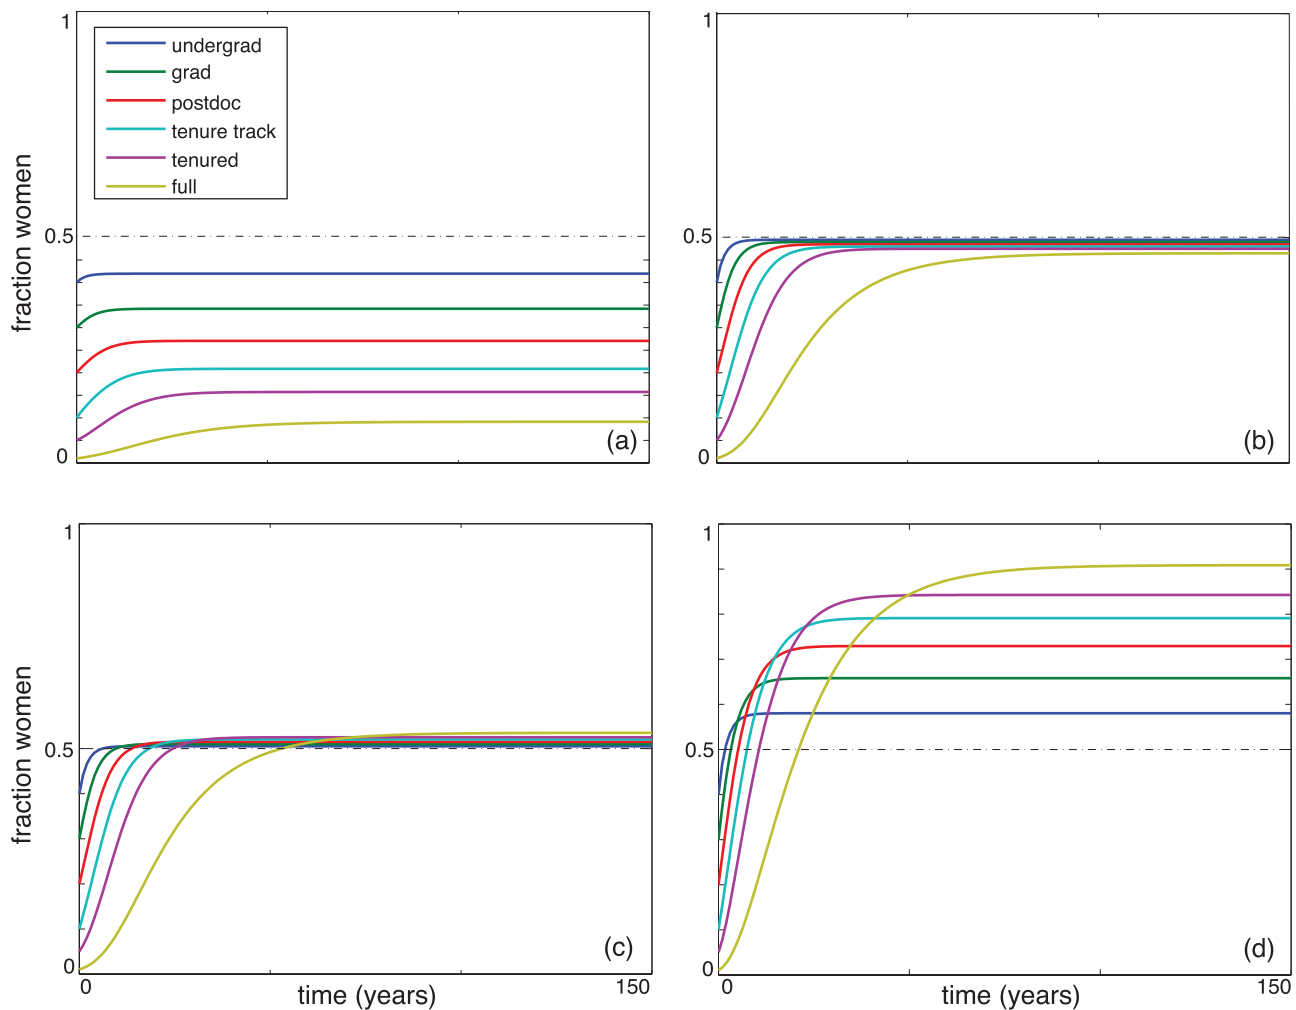 1
undergrad
grad
postdoc
tenure track
tenured
full
fraction women
0.5
0
(a)
1
0.5
0
(b)
1
fraction women
0.5
0
(c)
0
time (years)
150
1
0.5
0
(d)
0
time (years)
150